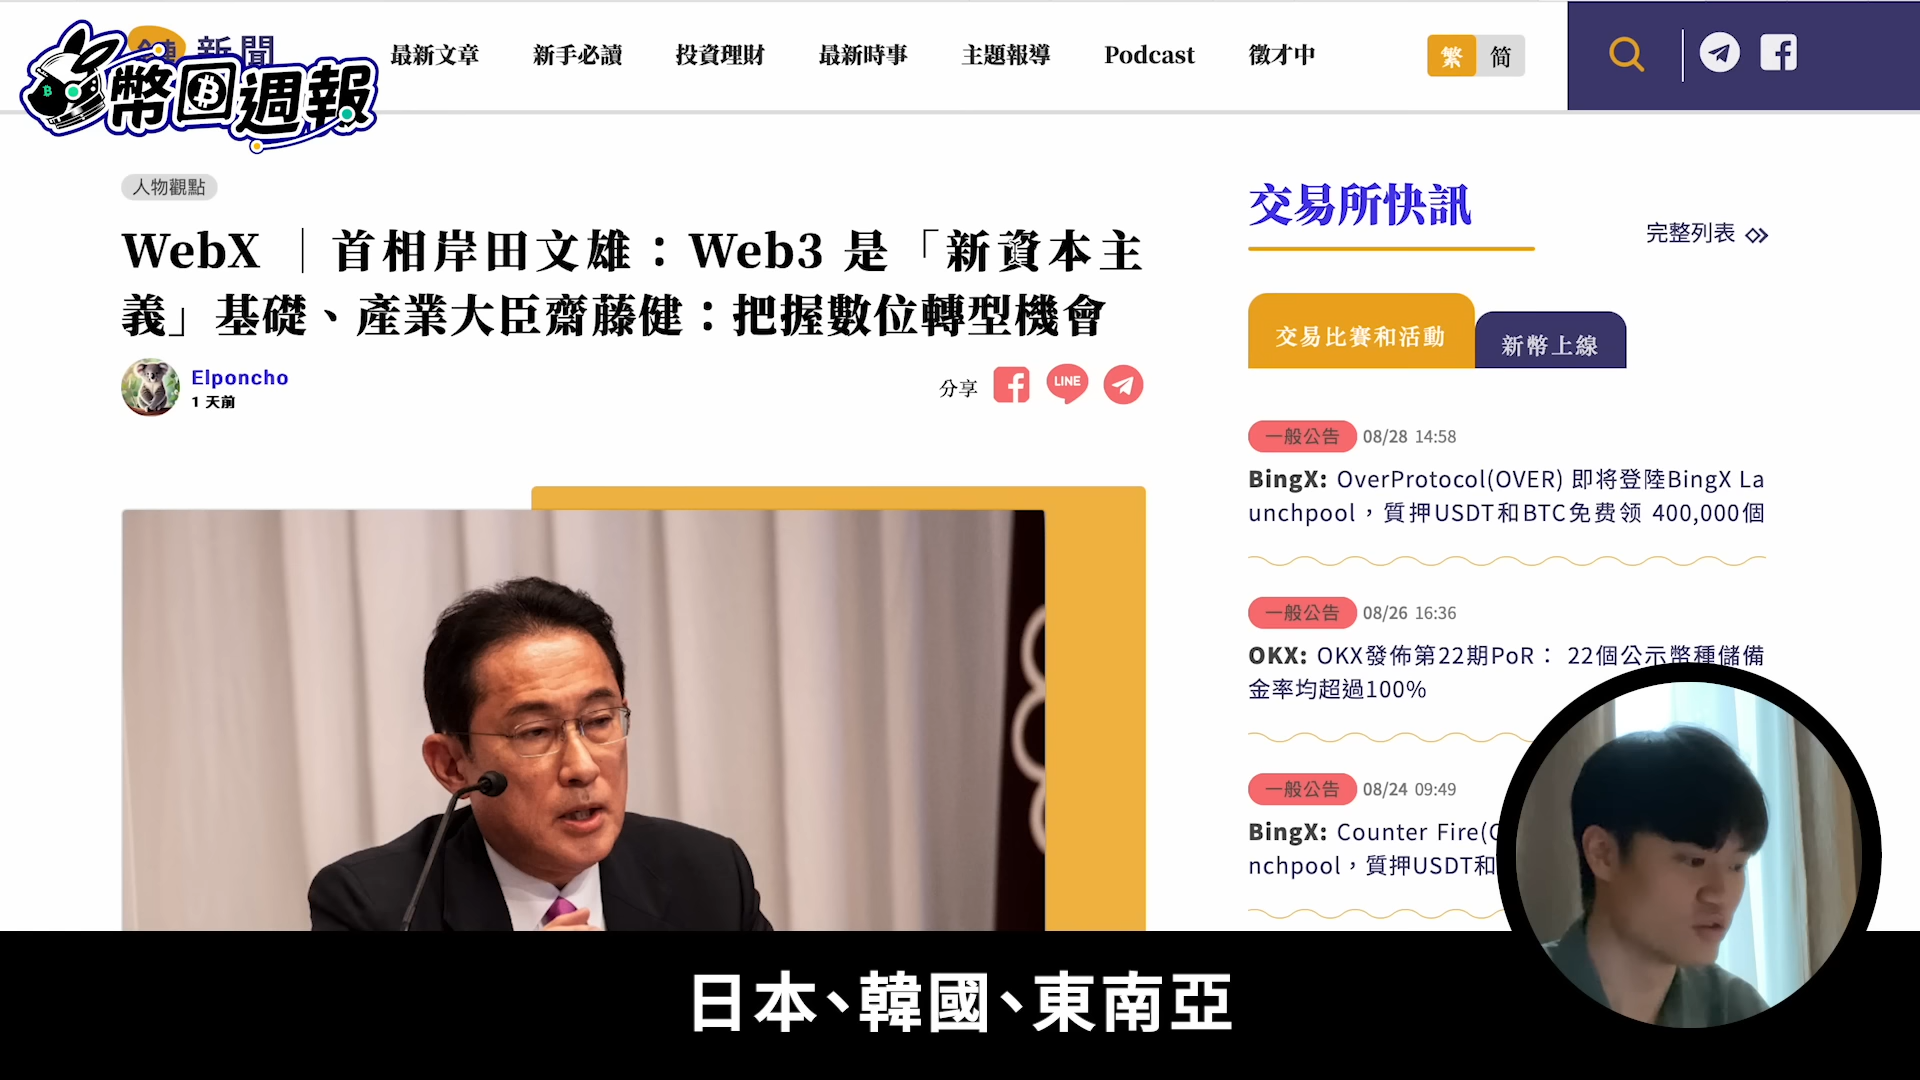 鏈新聞
幣圈週報
最新文章
新手必讀
投資理財
最新時事
主題報導
Podcast
徵才中
繁
简
人物觀點
WebX ｜首相岸田文雄：Web3 是「新資本主
義」基礎、產業大臣齋藤健：把握數位轉型機會
Elponcho
1 天前
分享
LINE
交易所快訊
完整列表
交易比賽和活動
新幣上線
一般公告 08/28 14:58
BingX: OverProtocol(OVER) 即将登陸BingX La
unchpool，質押USDT和BTC免费领 400,000個
一般公告 08/26 16:36
OKX: OKX發佈第22期PoR： 22個公示幣種儲備
金率均超過100%
一般公告 08/24 09:49
BingX: Counter Fire(
nchpool，質押USDT和
日本、韓國、東南亞